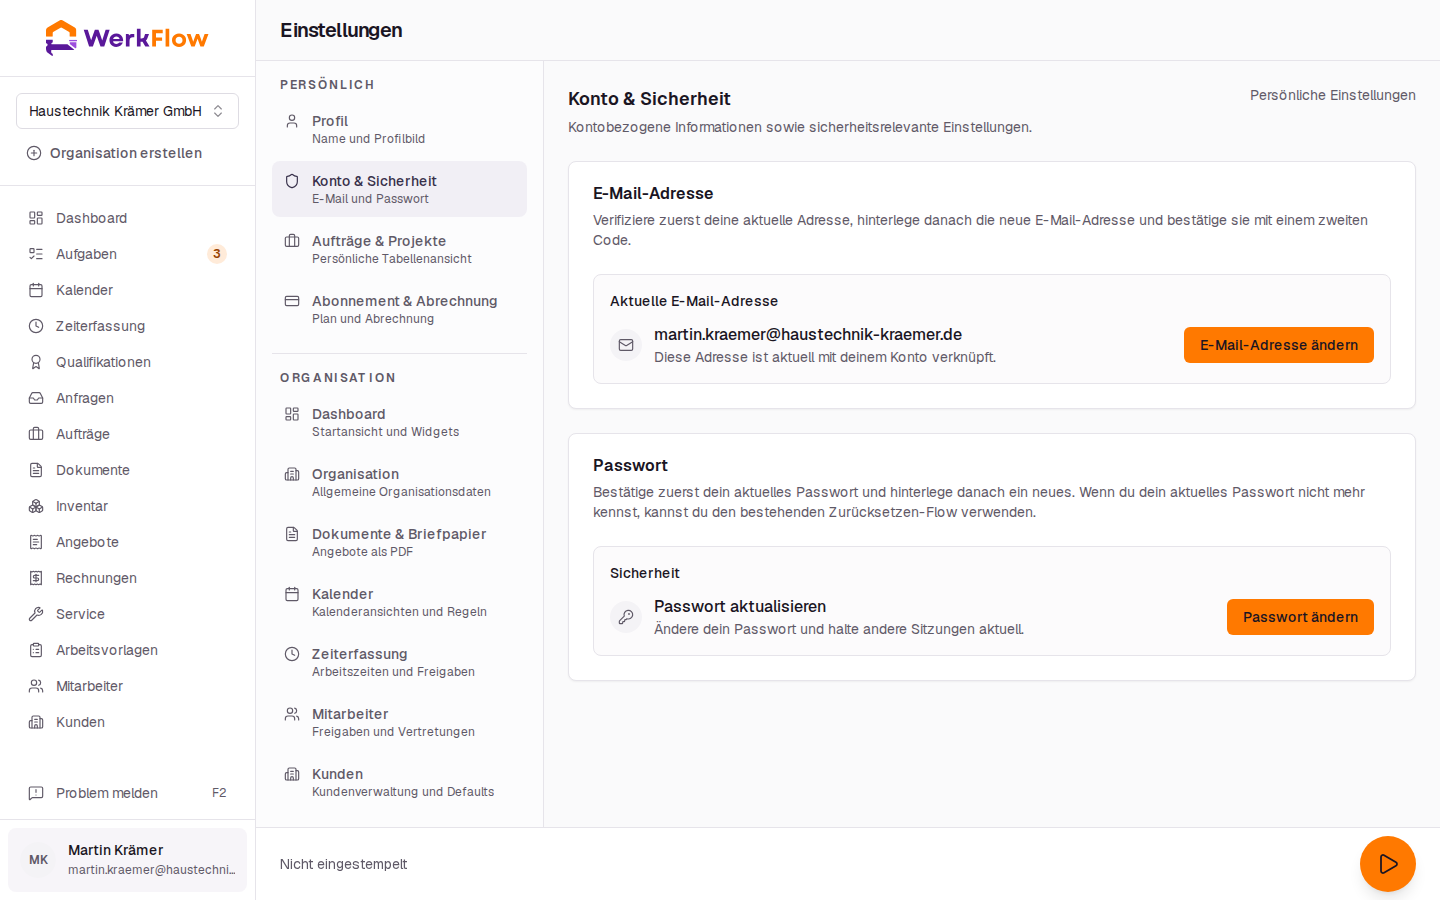 WerkFlow
Haustechnik Krämer GmbH
Organisation erstellen
Dashboard
Aufgaben 3
Kalender
Zeiterfassung
Qualifikationen
Anfragen
Aufträge
Dokumente
Inventar
Angebote
Rechnungen
Service
Arbeitsvorlagen
Mitarbeiter
Kunden
Problem melden F2
MK
Martin Krämer
martin.kraemer@haustechni...
Einstellungen
PERSÖNLICH
Profil
Name und Profilbild
Konto & Sicherheit
E-Mail und Passwort
Aufträge & Projekte
Persönliche Tabellenansicht
Abonnement & Abrechnung
Plan und Abrechnung
ORGANISATION
Dashboard
Startansicht und Widgets
Organisation
Allgemeine Organisationsdaten
Dokumente & Briefpapier
Angebote als PDF
Kalender
Kalenderansichten und Regeln
Zeiterfassung
Arbeitszeiten und Freigaben
Mitarbeiter
Freigaben und Vertretungen
Kunden
Kundenverwaltung und Defaults
Konto & Sicherheit
Persönliche Einstellungen
Kontobezogene Informationen sowie sicherheitsrelevante Einstellungen.
E-Mail-Adresse
Verifiziere zuerst deine aktuelle Adresse, hinterlege danach die neue E-Mail-Adresse und bestätige sie mit einem zweiten
Code.
Aktuelle E-Mail-Adresse
martin.kraemer@haustechnik-kraemer.de
Diese Adresse ist aktuell mit deinem Konto verknüpft.
E-Mail-Adresse ändern
Passwort
Bestätige zuerst dein aktuelles Passwort und hinterlege danach ein neues. Wenn du dein aktuelles Passwort nicht mehr
kennst, kannst du den bestehenden Zurücksetzen-Flow verwenden.
Sicherheit
Passwort aktualisieren
Ändere dein Passwort und halte andere Sitzungen aktuell.
Passwort ändern
Nicht eingestempelt